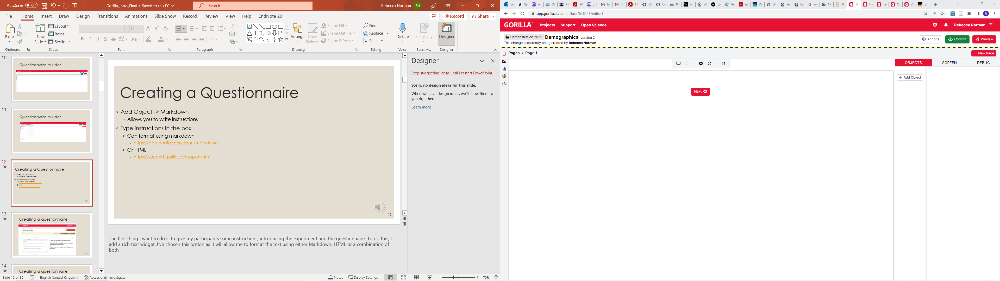 AutoSave Off
Gorilla_Intro_Final • Saved to this PC
Search
Rebecca Norman RN
File Home Insert Draw Design Transitions Animations Slide Show Record Review View Help EndNote 20
Record Share
Paste
New Slide
Layout
Reset
Section
18
B I U S ab AV Aa A
Arrange
Quick Styles
Shape Fill
Shape Outline
Shape Effects
Find
Replace
Select
Dictate
Sensitivity
Designer
Clipboard Slides Font Paragraph Drawing Editing Voice Sensitivity Designer
10
Questionnaire builder
11
Questionnaire builder
12
Creating a Questionnaire
13
Creating a questionnaire
14
Creating a questionnaire
Creating a Questionnaire
Add Object -> Markdown
Allows you to write instructions
Type instructions in the box
Can format using markdown
https://app.gorilla.sc/support/markdown
Or HTML
https://support.gorilla.sc/support/html
12
The first thing I want to do is to give my participants some instructions, introducing the experiment and the questionnaire. To do this, I
add a rich text widget. I've chosen this option as it will allow me to format the text using either Markdown, HTML or a combination of
both
Designer
Stop suggesting ideas until I restart PowerPoint.
Sorry, no design ideas for this slide.
When we have design ideas, we'll show them to
you right here.
Learn more
Slide 12 of 85 English (United Kingdom) Accessibility: Investigate
Notes Display Settings 70%
app.gorilla.sc/admin/task/646145/editor?
GORILLA™ Projects Support Open Science
Rebecca Norman
Demonstration 2023 Demographics version 2
This change is currently being created by Rebecca Norman
Actions Commit Preview
Pages > Page 1
+ New Page
OBJECTS SCREEN DEBUG
+ Add Object
Next